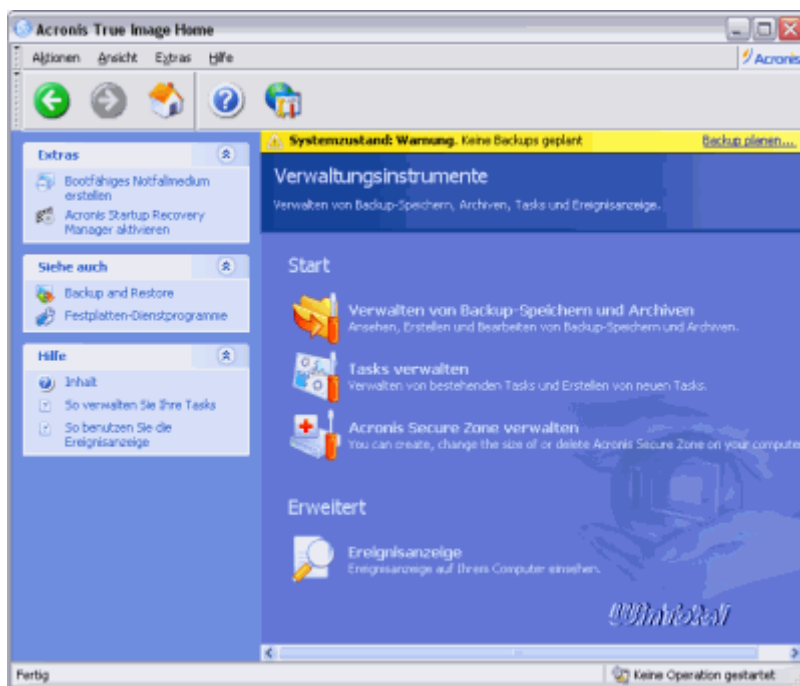 Acronis True Image Home
Aktionen Ansicht Extras Hilfe
Acronis
Systemzustand: Warnung. Keine Backups geplant Backup planen...
Extras
Bootfähiges Notfallmedium
erstellen
Acronis Startup Recovery
Manager aktivieren
Siehe auch
Backup and Restore
Festplatten-Dienstprogramme
Hilfe
Inhalt
So verwalten Sie Ihre Tasks
So benutzen Sie die
Ereignisanzeige
Verwaltungsinstrumente
Verwalten von Backup-Speichern, Archiven, Tasks und Ereignisanzeige.
Start
Verwalten von Backup-Speichern und Archiven
Ansehen, Erstellen und Bearbeiten von Backup-Speichern und Archiven.
Tasks verwalten
Verwalten von bestehenden Tasks und Erstellen von neuen Tasks.
Acronis Secure Zone verwalten
You can create, change the size of or delete Acronis Secure Zone on your computer
Erweitert
Ereignisanzeige
Ereignisanzeige auf Ihrem Computer einsehen.
Fertig
Keine Operation gestartet